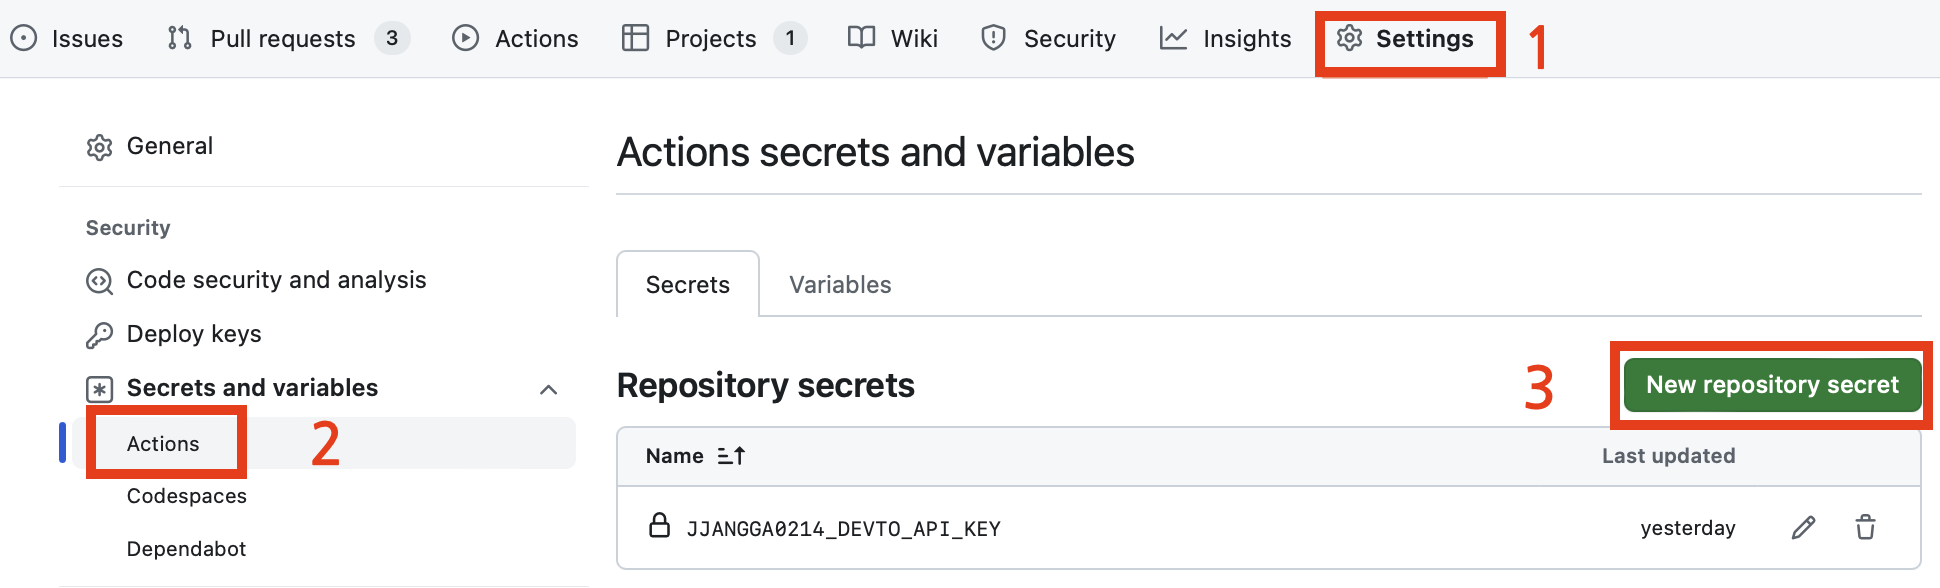 Issues Pull requests 3 Actions Projects 1 Wiki Security Insights Settings 1
General
Security
Code security and analysis
Deploy keys
Secrets and variables
Actions 2
Codespaces
Dependabot
Actions secrets and variables
Secrets Variables
Repository secrets 3 New repository secret
Name Last updated
JJANGGA0214_DEVTO_API_KEY yesterday